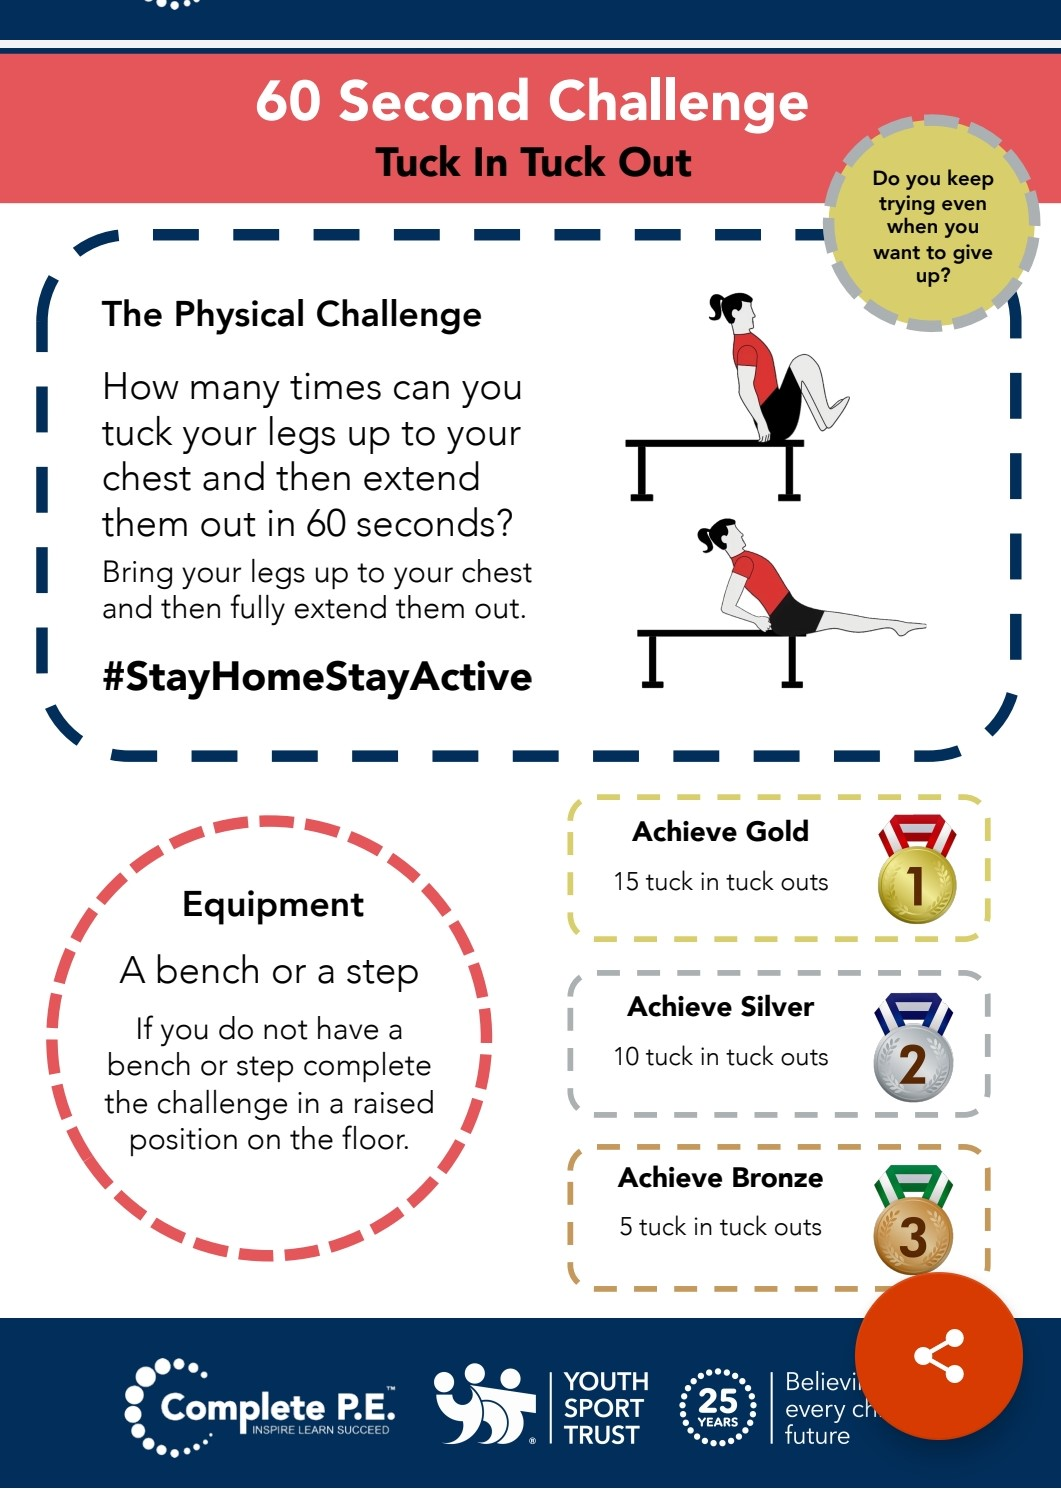 60 Second Challenge
Tuck In Tuck Out
Do you keep
trying even
when you
want to give
up?
The Physical Challenge
How many times can you
tuck your legs up to your
chest and then extend
them out in 60 seconds?
Bring your legs up to your chest
and then fully extend them out.
#StayHomeStayActive
Equipment
A bench or a step
If you do not have a
bench or step complete
the challenge in a raised
position on the floor.
Achieve Gold
15 tuck in tuck outs
1
Achieve Silver
10 tuck in tuck outs
2
Achieve Bronze
5 tuck in tuck outs
3
Complete P.E.™
INSPIRE LEARN SUCCEED
®
YOUTH
SPORT
TRUST
25
YEARS
every
future